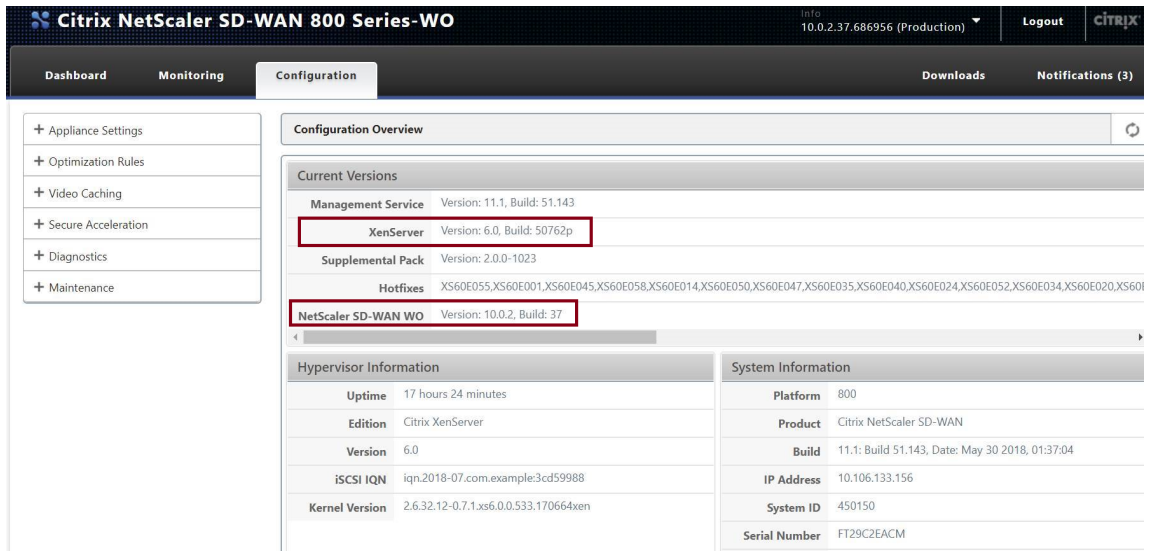 Citrix NetScaler SD-WAN 800 Series-WO
Info
10.0.2.37.686956 (Production)
Logout
CITRIX
Dashboard Monitoring Configuration Downloads Notifications (3)
+ Appliance Settings
+ Optimization Rules
+ Video Caching
+ Secure Acceleration
+ Diagnostics
+ Maintenance
Configuration Overview
Current Versions
Management Service Version: 11.1, Build: 51.143
XenServer Version: 6.0, Build: 50762p
Supplemental Pack Version: 2.0.0-1023
Hotfixes XS60E055,XS60E001,XS60E045,XS60E058,XS60E014,XS60E050,XS60E047,XS60E035,XS60E040,XS60E024,XS60E052,XS60E034,XS60E020,XS60
NetScaler SD-WAN WO Version: 10.0.2, Build: 37
Hypervisor Information
Uptime 17 hours 24 minutes
Edition Citrix XenServer
Version 6.0
iSCSI IQN iqn.2018-07.com.example:3cd59988
Kernel Version 2.6.32.12-0.7.1.xs6.0.0.533.170664xen
System Information
Platform 800
Product Citrix NetScaler SD-WAN
Build 11.1: Build 51.143, Date: May 30 2018, 01:37:04
IP Address 10.106.133.156
System ID 450150
Serial Number FT29C2EACM